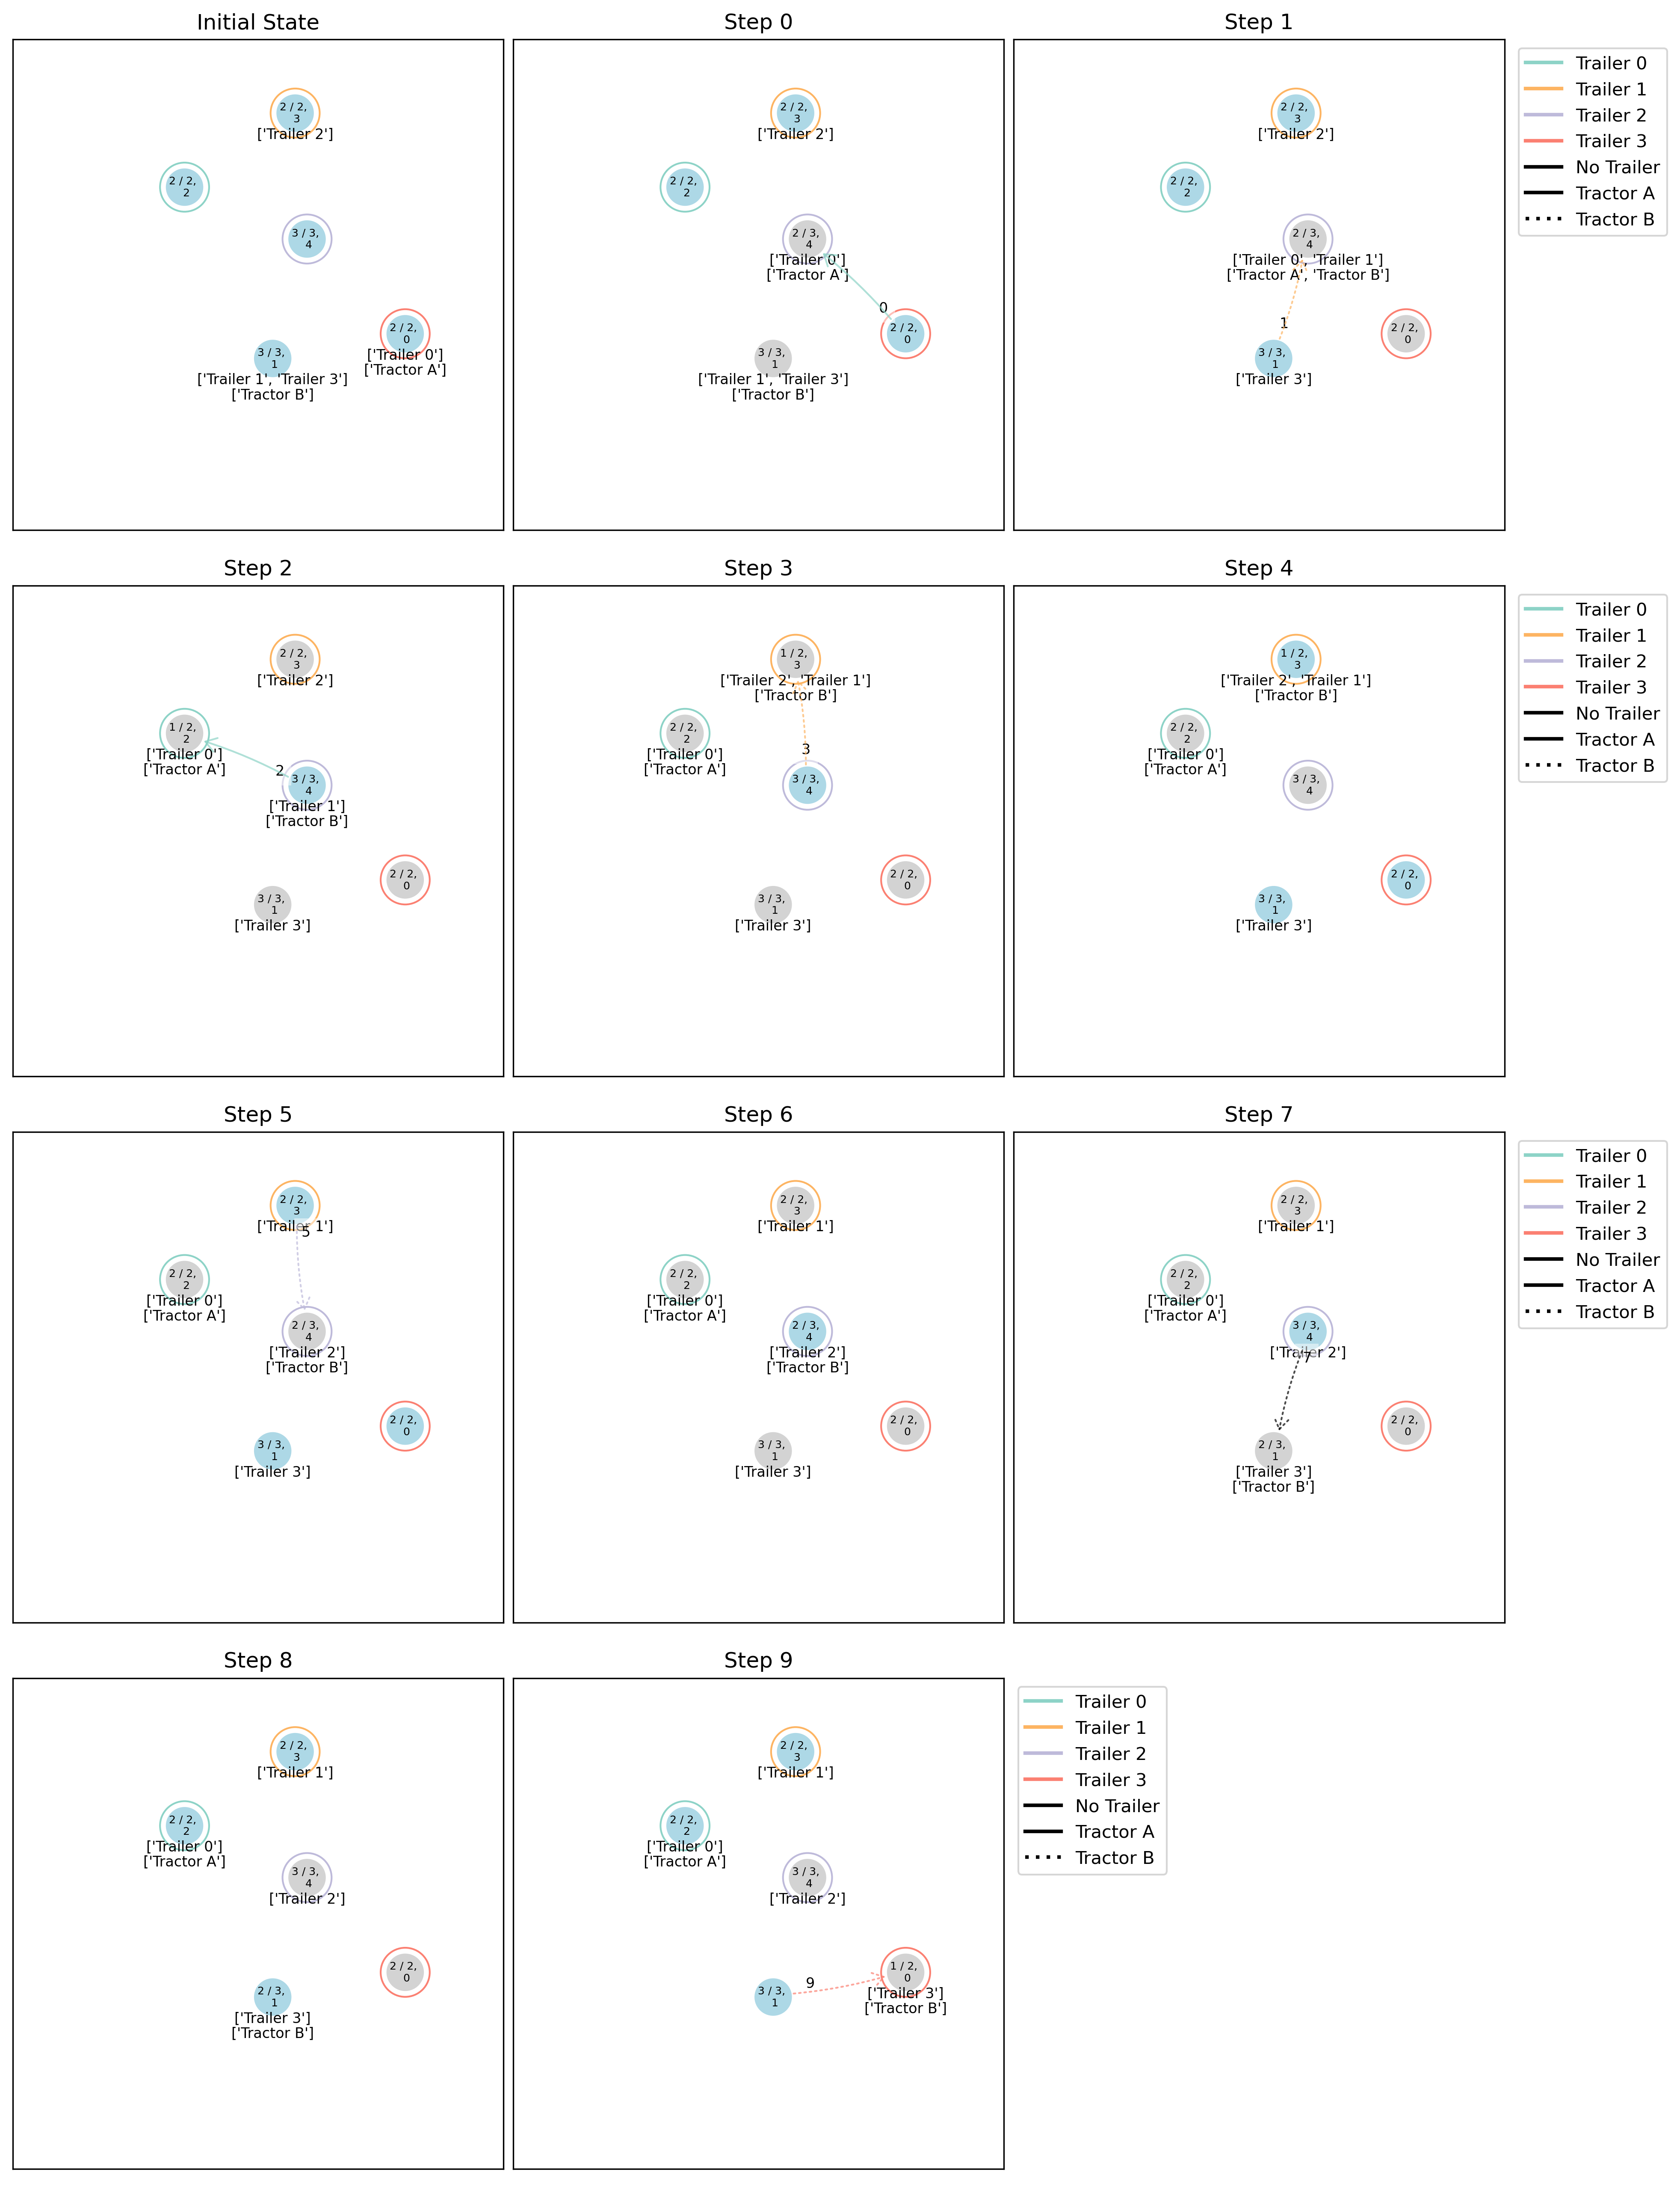 Initial State
2 / 2,
3
['Trailer 2']
2 / 2,
2
3 / 3,
4
2 / 2,
0
['Trailer 0']
['Tractor A']
3 / 3,
1
['Trailer 1', 'Trailer 3']
['Tractor B']
Step 0
2 / 2,
3
['Trailer 2']
2 / 2,
2
2 / 3,
4
['Trailer 0']
['Tractor A']
0
2 / 2,
0
3 / 3,
1
['Trailer 1', 'Trailer 3']
['Tractor B']
Step 1
2 / 2,
3
['Trailer 2']
2 / 2,
2
2 / 3,
4
['Trailer 0', 'Trailer 1']
['Tractor A', 'Tractor B']
1
2 / 2,
0
3 / 3,
1
['Trailer 3']
Trailer 0
Trailer 1
Trailer 2
Trailer 3
No Trailer
Tractor A
Tractor B
Step 2
2 / 2,
3
['Trailer 2']
1 / 2,
2
['Trailer 0']
['Tractor A']
2
3 / 3,
4
['Trailer 1']
['Tractor B']
2 / 2,
0
3 / 3,
1
['Trailer 3']
Step 3
1 / 2,
3
['Trailer 2', 'Trailer 1']
['Tractor B']
2 / 2,
2
['Trailer 0']
['Tractor A']
3
3 / 3,
4
2 / 2,
0
3 / 3,
1
['Trailer 3']
Step 4
1 / 2,
3
['Trailer 2', 'Trailer 1']
['Tractor B']
2 / 2,
2
['Trailer 0']
['Tractor A']
3 / 3,
4
2 / 2,
0
3 / 3,
1
['Trailer 3']
Trailer 0
Trailer 1
Trailer 2
Trailer 3
No Trailer
Tractor A
Tractor B
Step 5
2 / 2,
3
['Trailer 1']
5
2 / 2,
2
['Trailer 0']
['Tractor A']
2 / 3,
4
['Trailer 2']
['Tractor B']
2 / 2,
0
3 / 3,
1
['Trailer 3']
Step 6
2 / 2,
3
['Trailer 1']
2 / 2,
2
['Trailer 0']
['Tractor A']
2 / 3,
4
['Trailer 2']
['Tractor B']
2 / 2,
0
3 / 3,
1
['Trailer 3']
Step 7
2 / 2,
3
['Trailer 1']
2 / 2,
2
['Trailer 0']
['Tractor A']
3 / 3,
4
['Trailer 2']
7
2 / 2,
0
2 / 3,
1
['Trailer 3']
['Tractor B']
Trailer 0
Trailer 1
Trailer 2
Trailer 3
No Trailer
Tractor A
Tractor B
Step 8
2 / 2,
3
['Trailer 1']
2 / 2,
2
['Trailer 0']
['Tractor A']
3 / 3,
4
['Trailer 2']
2 / 2,
0
2 / 3,
1
['Trailer 3']
['Tractor B']
Step 9
2 / 2,
3
['Trailer 1']
2 / 2,
2
['Trailer 0']
['Tractor A']
3 / 3,
4
['Trailer 2']
9
1 / 2,
0
['Trailer 3']
['Tractor B']
3 / 3,
1
Trailer 0
Trailer 1
Trailer 2
Trailer 3
No Trailer
Tractor A
Tractor B